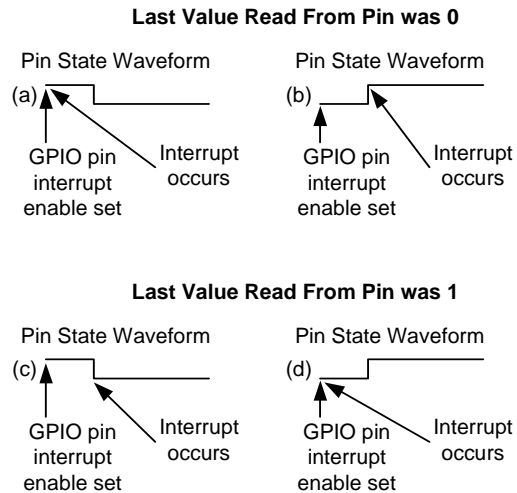 Last Value Read From Pin was 0
Pin State Waveform
(a)
GPIO pin
interrupt
enable set
Interrupt
occurs
Pin State Waveform
(b)
GPIO pin
interrupt
enable set
Interrupt
occurs
Last Value Read From Pin was 1
Pin State Waveform
(c)
GPIO pin
interrupt
enable set
Interrupt
occurs
Pin State Waveform
(d)
GPIO pin
interrupt
enable set
Interrupt
occurs